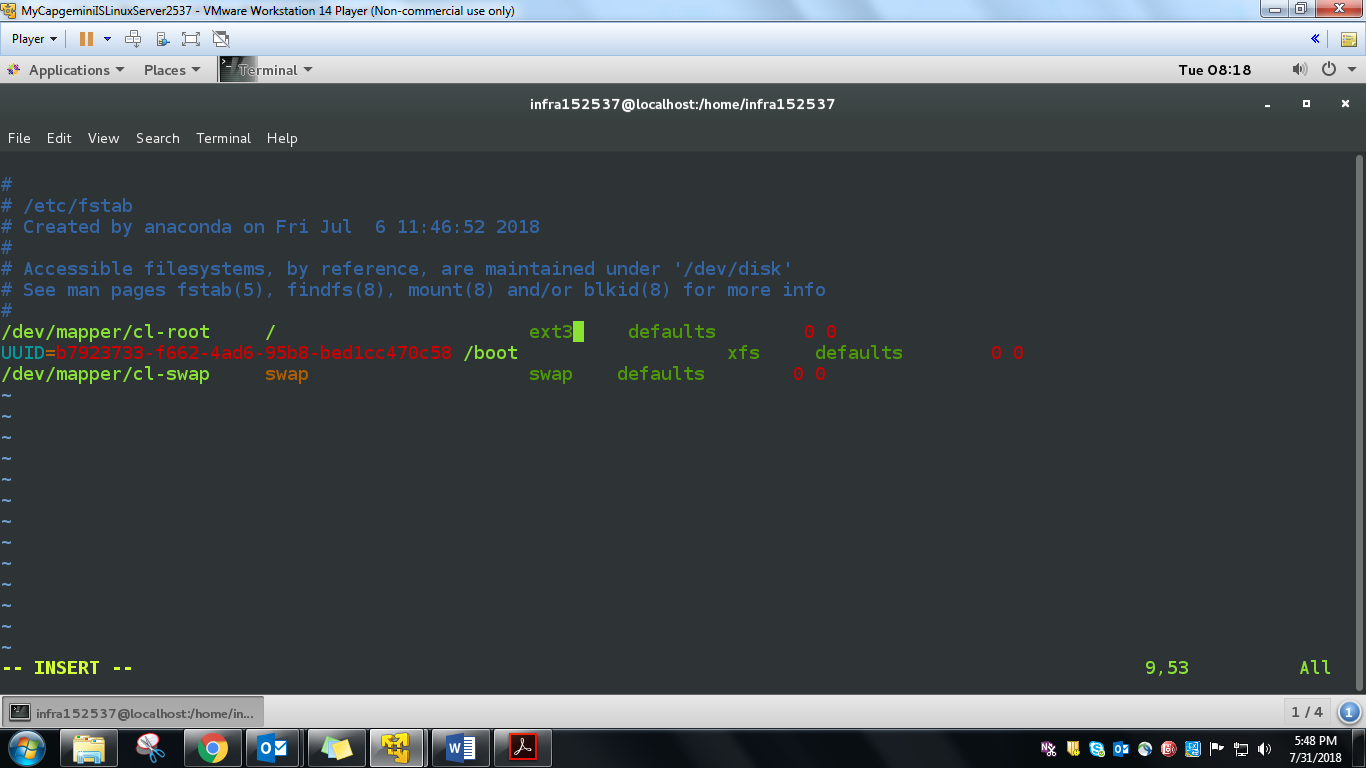 MyCapgeminiISLinuxServer2537 - VMware Workstation 14 Player (Non-commercial use only)
Player
Applications Places Terminal Tue 08:18
infra152537@localhost:/home/infra152537
File Edit View Search Terminal Help
#
# /etc/fstab
# Created by anaconda on Fri Jul  6 11:46:52 2018
#
# Accessible filesystems, by reference, are maintained under '/dev/disk'
# See man pages fstab(5), findfs(8), mount(8) and/or blkid(8) for more info
#
/dev/mapper/cl-root     /                       ext3     defaults        0 0
UUID=b7923733-f662-4ad6-95b8-bed1cc470c58 /boot                   xfs     defaults        0 0
/dev/mapper/cl-swap     swap                    swap    defaults        0 0
~
~
~
~
~
~
~
~
~
~
~
~
~
-- INSERT -- 9,53 All
infra152537@localhost:/home/in... 1 / 4 1
5:48 PM
7/31/2018